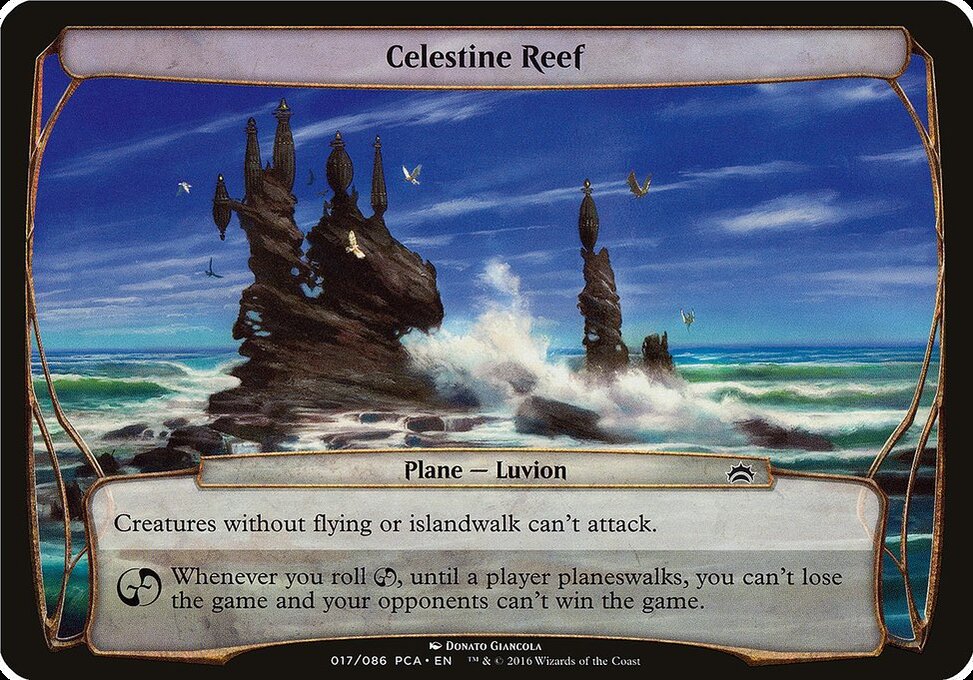 Celestine Reef
Plane — Luvion
Creatures without flying or islandwalk can't attack.
Whenever you roll , until a player planeswalks, you can't lose
the game and your opponents can't win the game.
Donato Giancola
017/086 PCA • EN ™ & © 2016 Wizards of the Coast